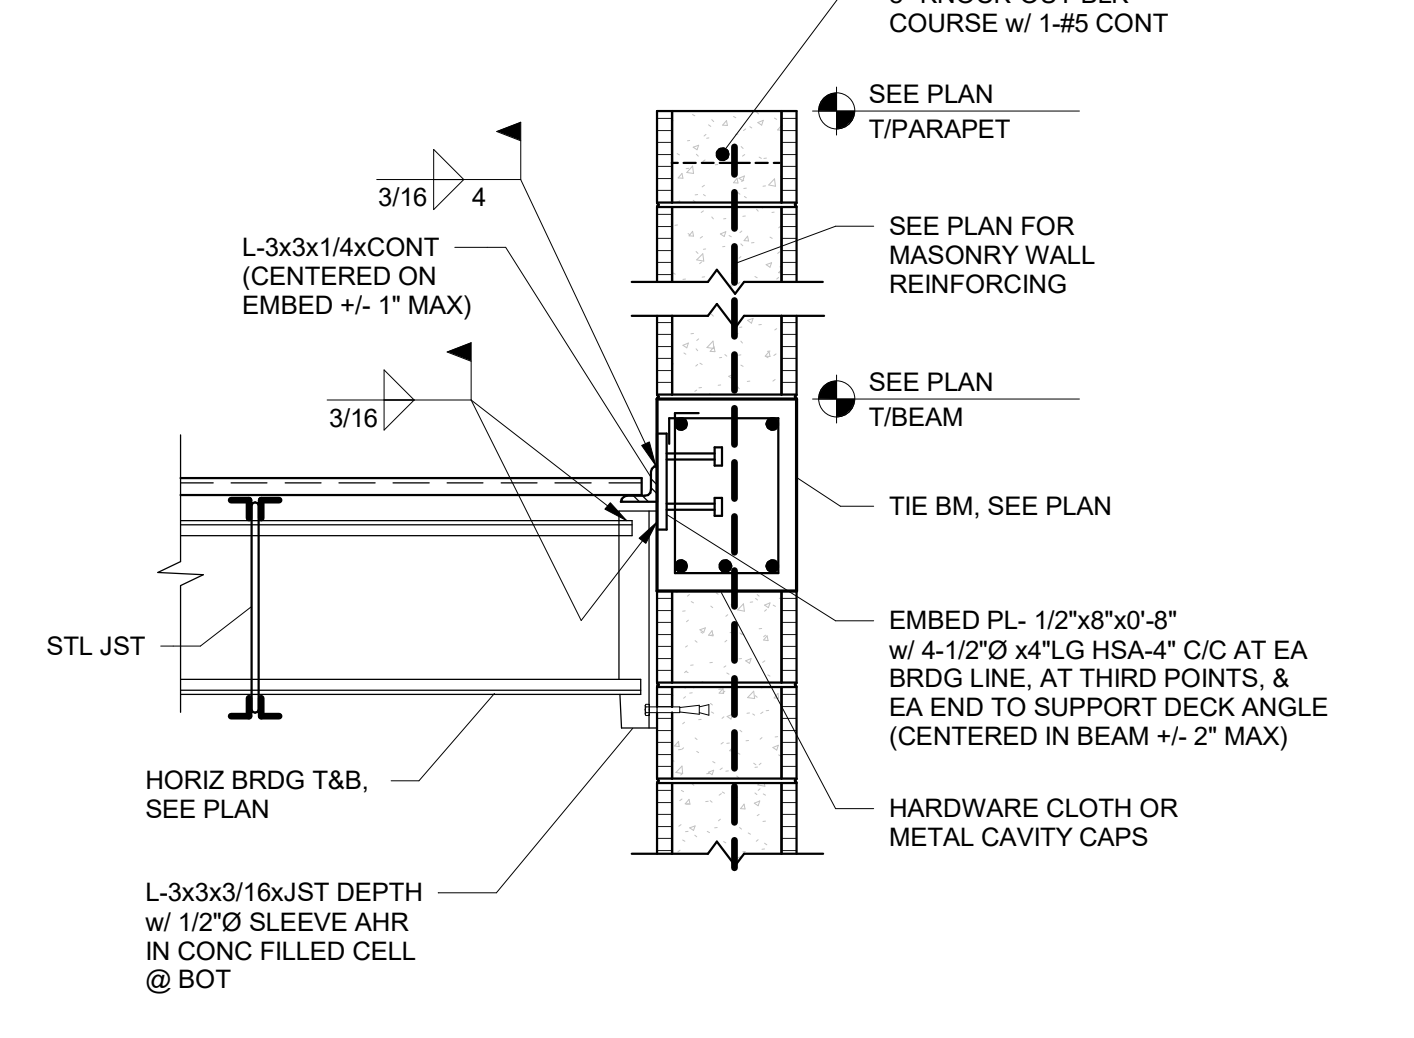 COURSE w/ 1-#5 CONT
SEE PLAN
T/PARAPET
3/16
4
SEE PLAN FOR
MASONRY WALL
REINFORCING
L-3x3x1/4xCONT
(CENTERED ON
EMBED +/- 1" MAX)
SEE PLAN
T/BEAM
3/16
TIE BM, SEE PLAN
EMBED PL- 1/2"x8"x0'-8"
w/ 4-1/2"Ø x4"LG HSA-4" C/C AT EA
BRDG LINE, AT THIRD POINTS, &
EA END TO SUPPORT DECK ANGLE
(CENTERED IN BEAM +/- 2" MAX)
STL JST
HORIZ BRDG T&B,
SEE PLAN
HARDWARE CLOTH OR
METAL CAVITY CAPS
L-3x3x3/16xJST DEPTH
w/ 1/2"Ø SLEEVE AHR
IN CONC FILLED CELL
@ BOT